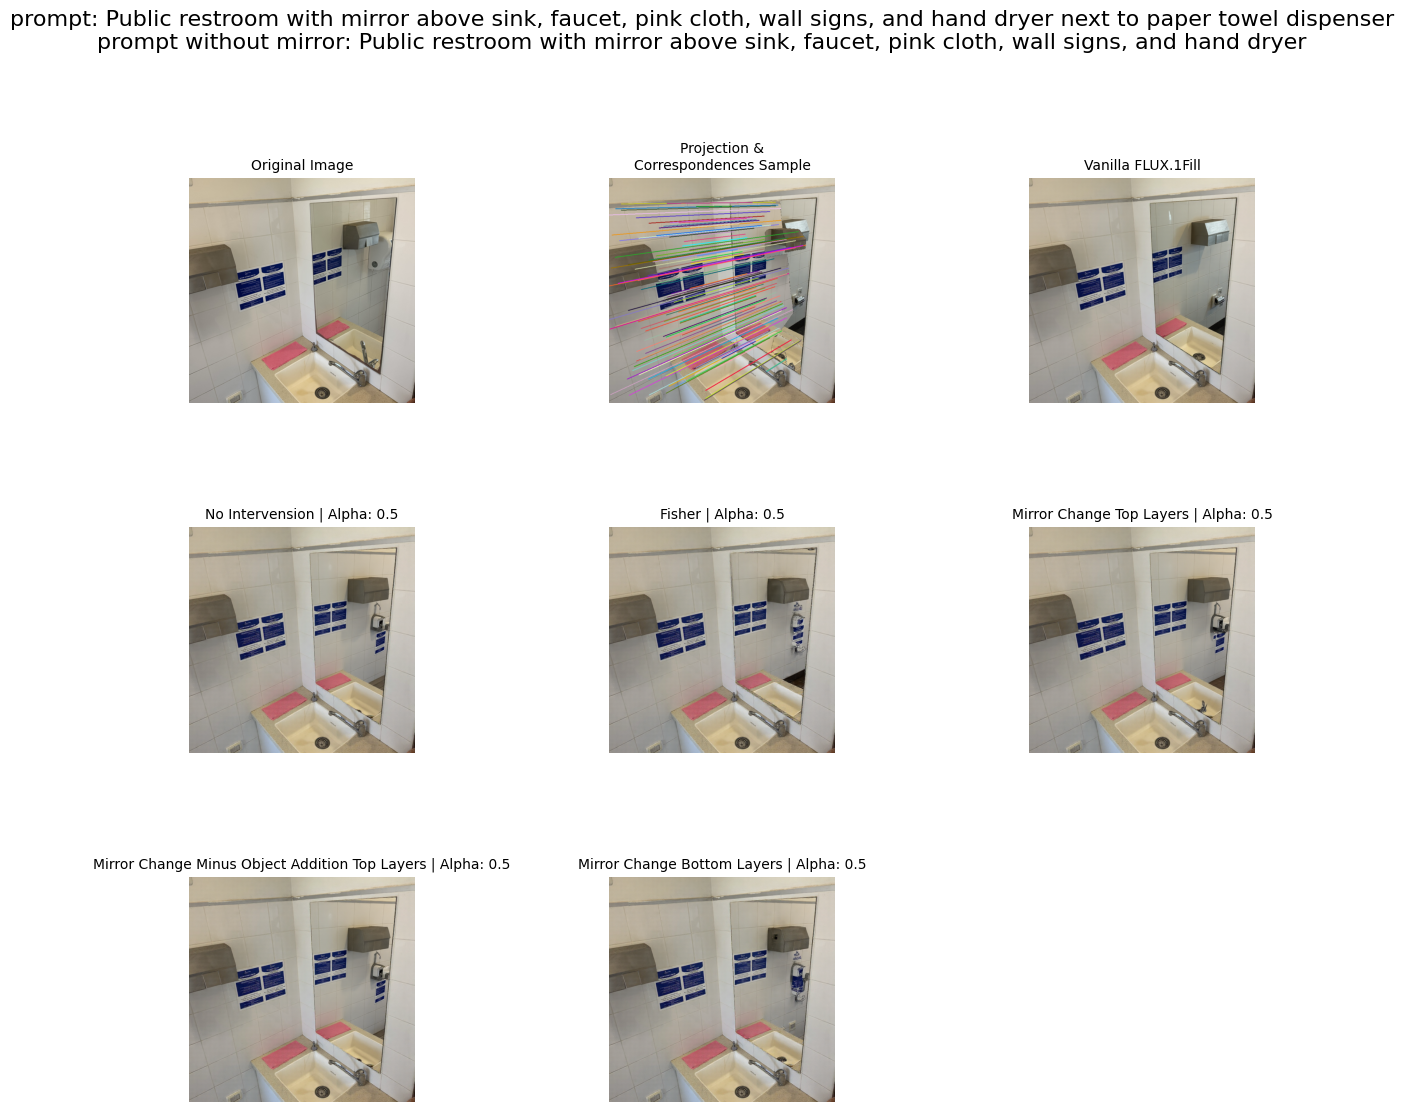 prompt: Public restroom with mirror above sink, faucet, pink cloth, wall signs, and hand dryer next to paper towel dispenser
prompt without mirror: Public restroom with mirror above sink, faucet, pink cloth, wall signs, and hand dryer
Original Image
Projection &
Correspondences Sample
Vanilla FLUX.1Fill
No Intervension | Alpha: 0.5
Fisher | Alpha: 0.5
Mirror Change Top Layers | Alpha: 0.5
Mirror Change Minus Object Addition Top Layers | Alpha: 0.5
Mirror Change Bottom Layers | Alpha: 0.5